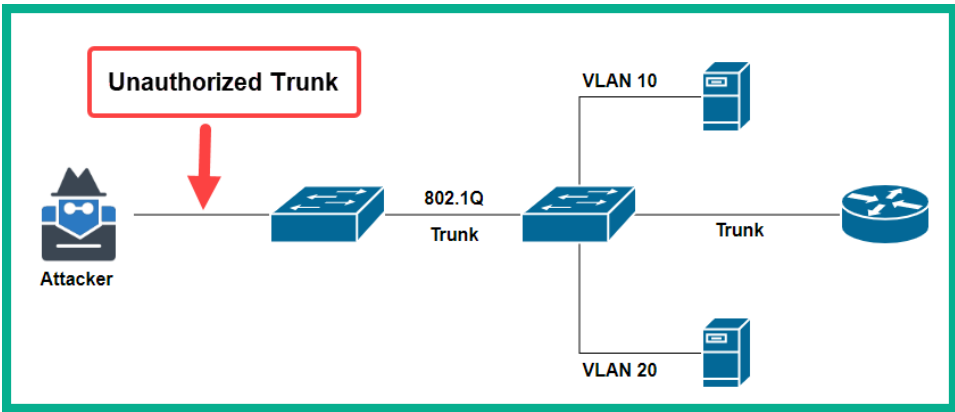 Unauthorized Trunk
VLAN 10
802.1Q
Trunk
Trunk
Attacker
VLAN 20